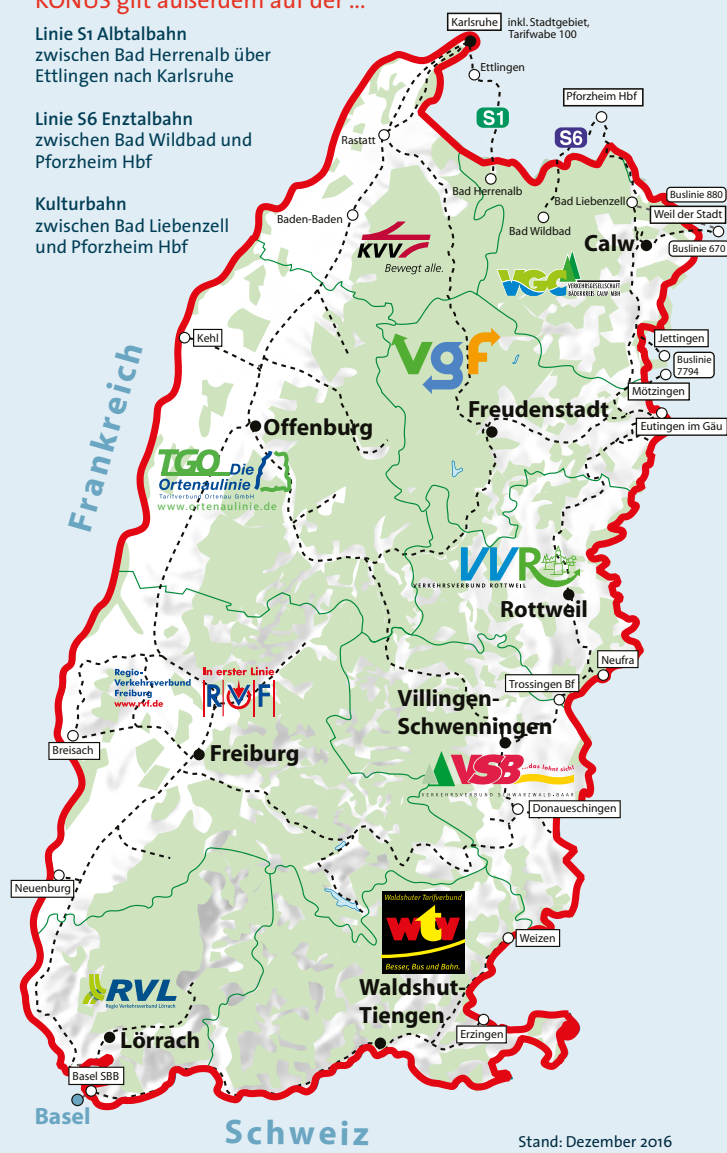 KONUS gilt außerdem auf der ...
Linie S1 Albtalbahn
zwischen Bad Herrenalb über
Ettlingen nach Karlsruhe
Linie S6 Enztalbahn
zwischen Bad Wildbad und
Pforzheim Hbf
Kulturbahn
zwischen Bad Liebenzell
und Pforzheim Hbf
Karlsruhe
inkl. Stadtgebiet,
Tarifwabe 100
Ettlingen
Pforzheim Hbf
S1
S6
Rastatt
Bad Herrenalb
Bad Liebenzell
Buslinie 880
Weil der Stadt
Baden-Baden
Bad Wildbad
Calw
Buslinie 670
KVV
Bewegt alle.
VGC
VERKEHRSGESELLSCHAFT
BÄDERKREIS CALW MBH
Kehl
Jettingen
vgf
Buslinie
7794
Mötzingen
Frankreich
Freudenstadt
Offenburg
Eutingen im Gäu
TGO Die
Ortenaulinie
Tarifverbund Ortenau GmbH
www.ortenaulinie.de
VVR
VERKEHRSVERBUND ROTTWEIL
Rottweil
Neufra
Regio-
Verkehrsverbund
Freiburg
www.rvf.de
In erster Linie
RVF
Trossingen Bf
Villingen-
Schwenningen
Breisach
Freiburg
VSB
...das lohnt sich!
VERKEHRSVERBUND SCHWARZWALD-BAAR
Donaueschingen
Neuenburg
Waldshuter Tarifverbund
wtv
Besser, Bus und Bahn.
Weizen
RVL
Regio Verkehrsverbund Lörrach
Waldshut-
Tiengen
Erzingen
Lörrach
Basel SBB
Basel
Schweiz
Stand: Dezember 2016